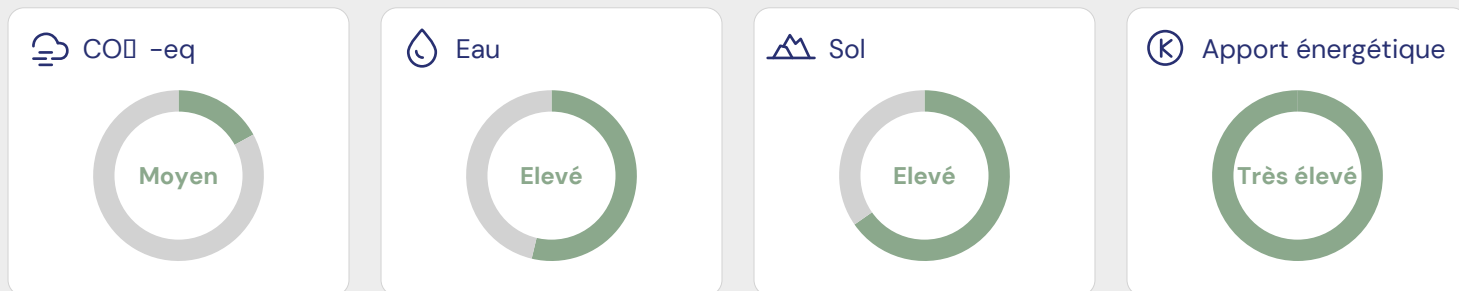 CO▯ -eq
Moyen
Eau
Elevé
Sol
Elevé
Apport énergétique
Très élevé